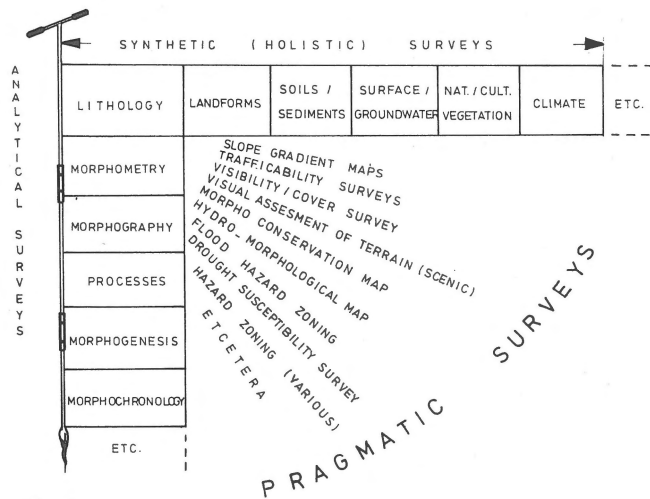 SYNTHETIC (HOLISTIC) SURVEYS
ANALYTICAL SURVEYS
LITHOLOGY
LANDFORMS
SOILS /
SEDIMENTS
SURFACE /
GROUNDWATER
NAT. / CULT.
VEGETATION
CLIMATE
ETC.
MORPHOMETRY
MORPHOGRAPHY
PROCESSES
MORPHOGENESIS
MORPHOCHRONOLOGY
ETC.
SLOPE GRADIENT MAPS
TRAFFICABILITY SURVEYS
VISIBILITY / COVER SURVEY
VISUAL ASSESMENT OF TERRAIN (SCENIC)
MORPHO CONSERVATION MAP
HYDRO-MORPHOLOGICAL MAP
FLOOD HAZARD ZONING
DROUGHT SUSCEPTIBILITY SURVEY
HAZARD ZONING (VARIOUS)
ETCETERA
PRAGMATIC SURVEYS